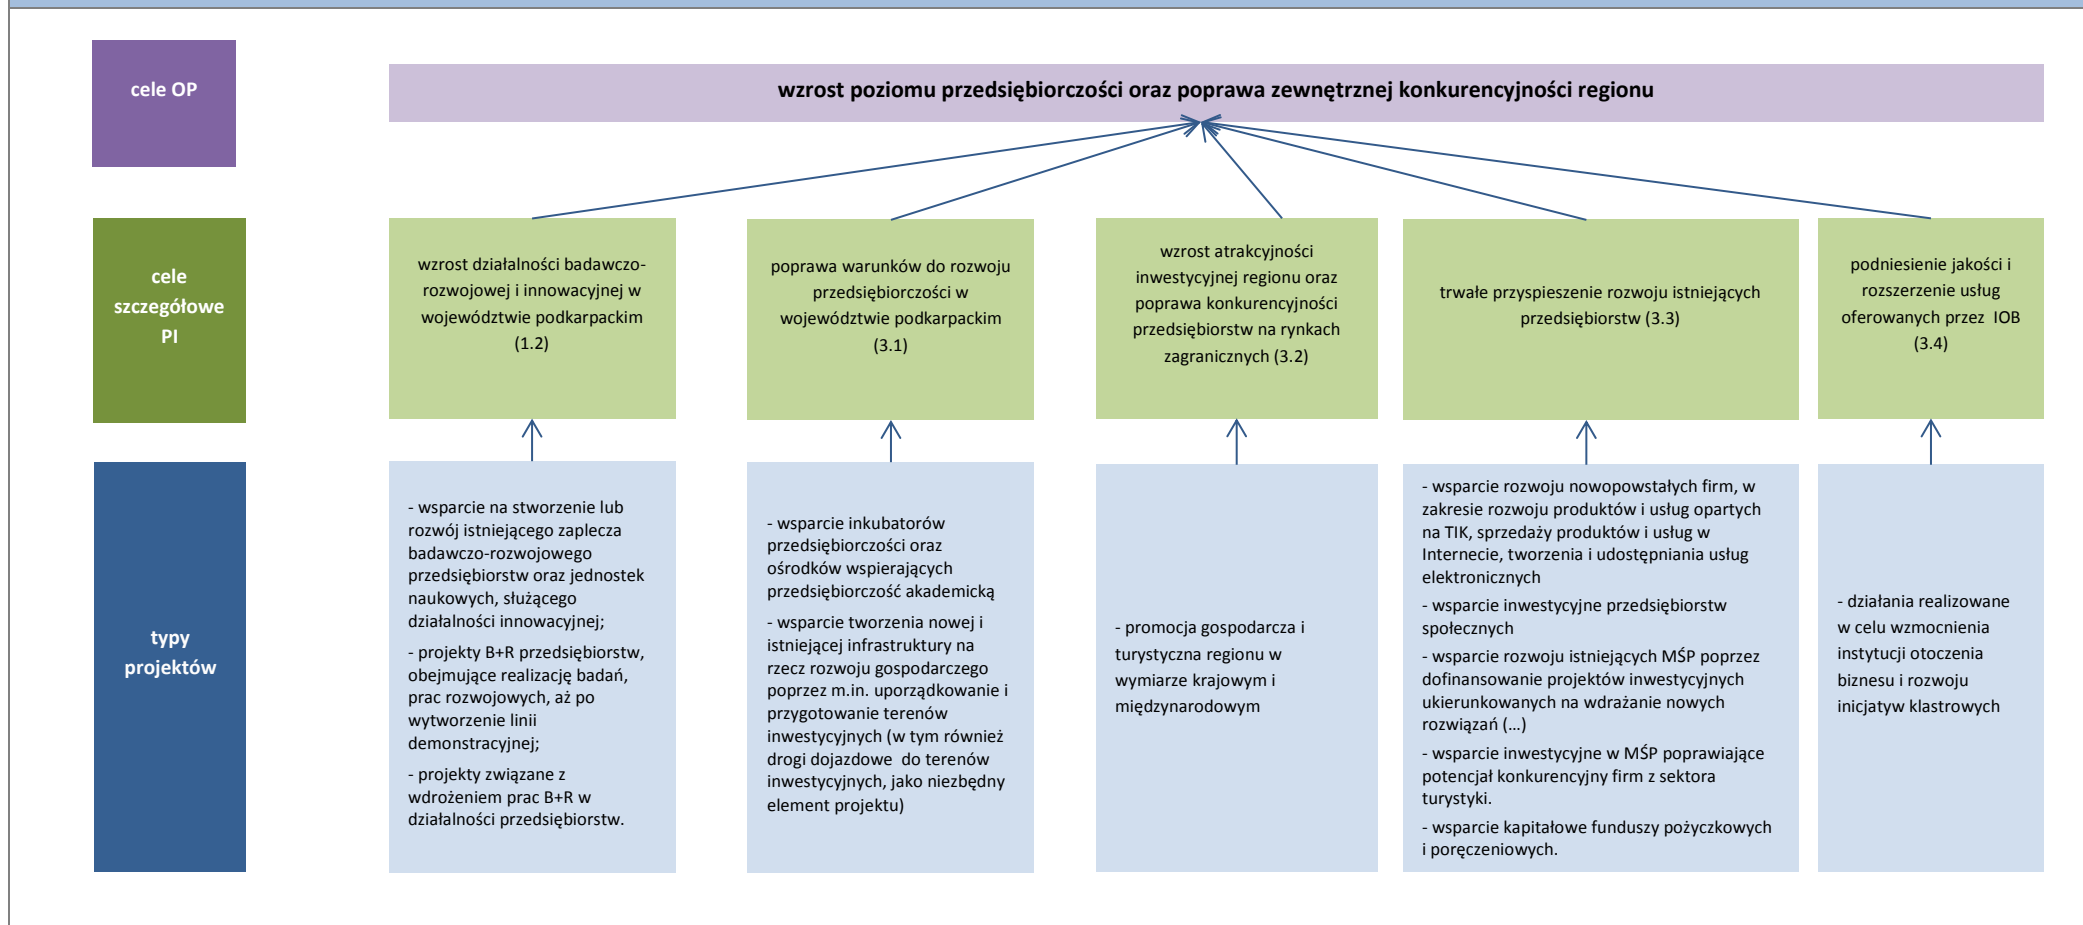 cele OP
wzrost poziomu przedsiębiorczości oraz poprawa zewnętrznej konkurencyjności regionu
cele
szczegółowe
PI
wzrost działalności badawczo-
rozwojowej i innowacyjnej w
województwie podkarpackim
(1.2)
poprawa warunków do rozwoju
przedsiębiorczości w
województwie podkarpackim
(3.1)
wzrost atrakcyjności
inwestycyjnej regionu oraz
poprawa konkurencyjności
przedsiębiorstw na rynkach
zagranicznych (3.2)
trwałe przyspieszenie rozwoju istniejących
przedsiębiorstw (3.3)
podniesienie jakości i
rozszerzenie usług
oferowanych przez  IOB
(3.4)
typy
projektów
- wsparcie na stworzenie lub
rozwój istniejącego zaplecza
badawczo-rozwojowego
przedsiębiorstw oraz jednostek
naukowych, służącego
działalności innowacyjnej;
- projekty B+R przedsiębiorstw,
obejmujące realizację badań,
prac rozwojowych, aż po
wytworzenie linii
demonstracyjnej;
- projekty związane z
wdrożeniem prac B+R w
działalności przedsiębiorstw.
- wsparcie inkubatorów
przedsiębiorczości oraz
ośrodków wspierających
przedsiębiorczość akademicką
- wsparcie tworzenia nowej i
istniejącej infrastruktury na
rzecz rozwoju gospodarczego
poprzez m.in. uporządkowanie i
przygotowanie terenów
inwestycyjnych (w tym również
drogi dojazdowe  do terenów
inwestycyjnych, jako niezbędny
element projektu)
- promocja gospodarcza i
turystyczna regionu w
wymiarze krajowym i
międzynarodowym
- wsparcie rozwoju nowopowstałych firm, w
zakresie rozwoju produktów i usług opartych
na TIK, sprzedaży produktów i usług w
Internecie, tworzenia i udostępniania usług
elektronicznych
- wsparcie inwestycyjne przedsiębiorstw
społecznych
- wsparcie rozwoju istniejących MŚP poprzez
dofinansowanie projektów inwestycyjnych
ukierunkowanych na wdrażanie nowych
rozwiązań (…)
- wsparcie inwestycyjne w MŚP poprawiające
potencjał konkurencyjny firm z sektora
turystyki.
- wsparcie kapitałowe funduszy pożyczkowych
i poręczeniowych.
- działania realizowane
w celu wzmocnienia
instytucji otoczenia
biznesu i rozwoju
inicjatyw klastrowych